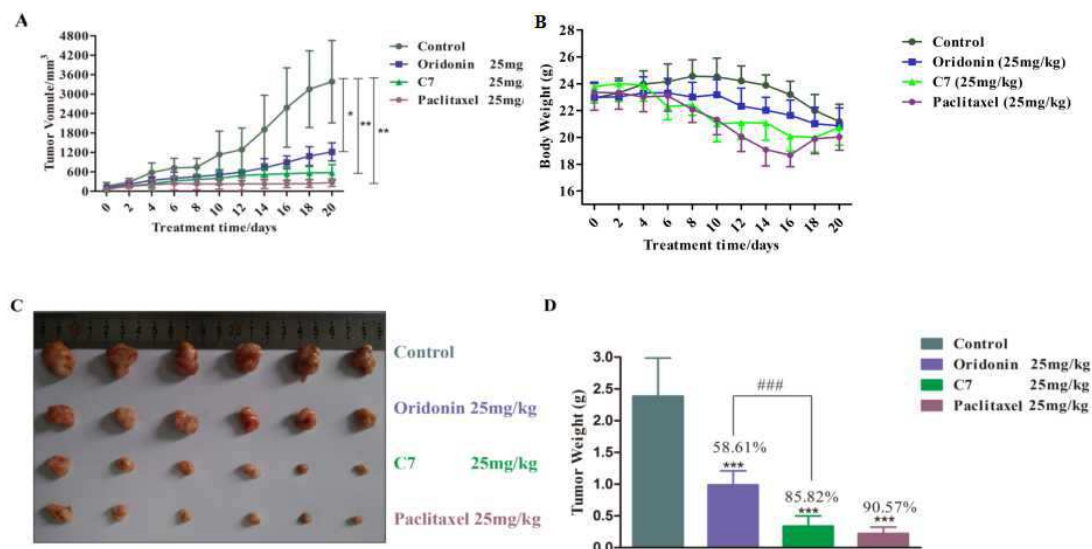 A
4800
4200
3600
3000
2400
1800
1200
600
0
Tumor Vomule/mm³
0 2 4 6 8 10 12 14 16 18 20
Treatment time/days
Control
Oridonin 25mg
C7 25mg
Paclitaxel 25mg
* ** **
B
28
26
24
22
20
18
16
Body Weight (g)
0 2 4 6 8 10 12 14 16 18 20
Treatment time/days
Control
Oridonin (25mg/kg)
C7 (25mg/kg)
Paclitaxel (25mg/kg)
C
Control
Oridonin 25mg/kg
C7 25mg/kg
Paclitaxel 25mg/kg
D
Control
Oridonin 25mg/kg
C7 25mg/kg
Paclitaxel 25mg/kg
3.0
2.5
2.0
1.5
1.0
0.5
0.0
Tumor Weight (g)
###
58.61%
***
85.82%
***
90.57%
***